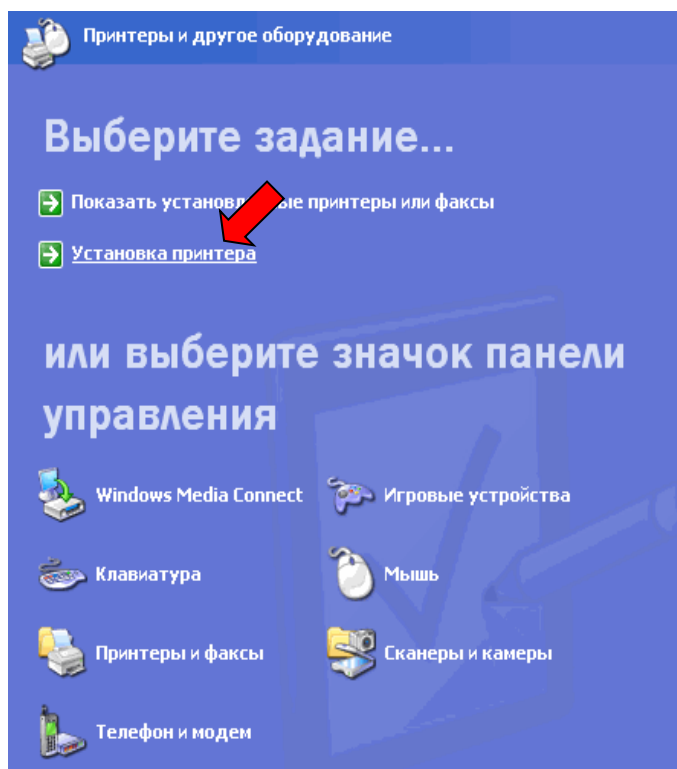 Принтеры и другое оборудование
Выберите задание...
Показать установленные принтеры или факсы
Установка принтера
или выберите значок панели
управления
Windows Media Connect
Игровые устройства
Клавиатура
Мышь
Принтеры и факсы
Сканеры и камеры
Телефон и модем